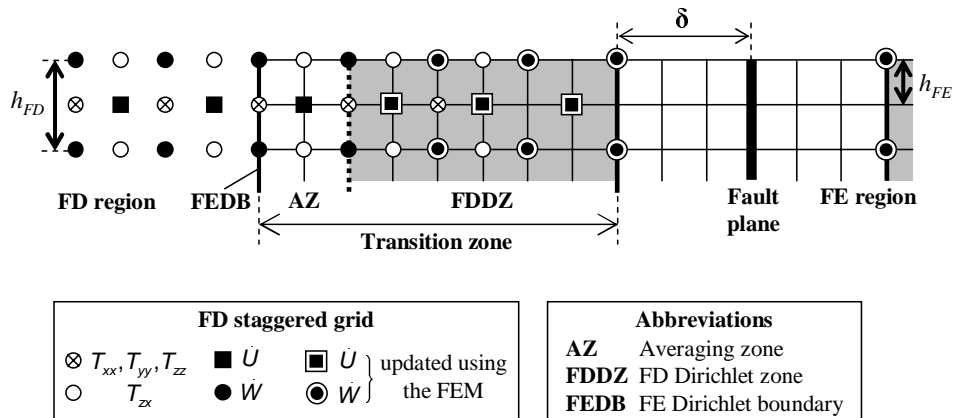 δ
h_FD
h_FE
FD region
FEDB
AZ
FDDZ
Fault
plane
FE region
Transition zone
FD staggered grid
T_xx, T_yy, T_zz
U̇
U̇
updated using
the FEM
T_zx
Ẇ
Ẇ
Abbreviations
AZ Averaging zone
FDDZ FD Dirichlet zone
FEDB FE Dirichlet boundary